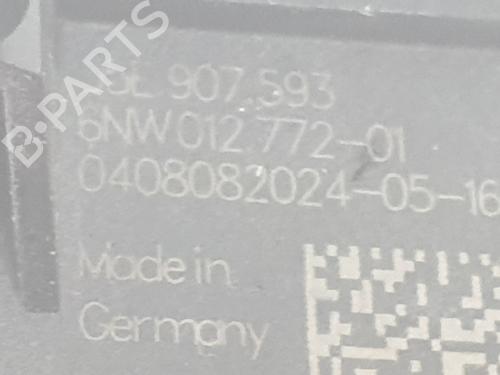 907.593
6NW 012.772-01
0408082024-05-16
Made in
Germany
B-PARTS